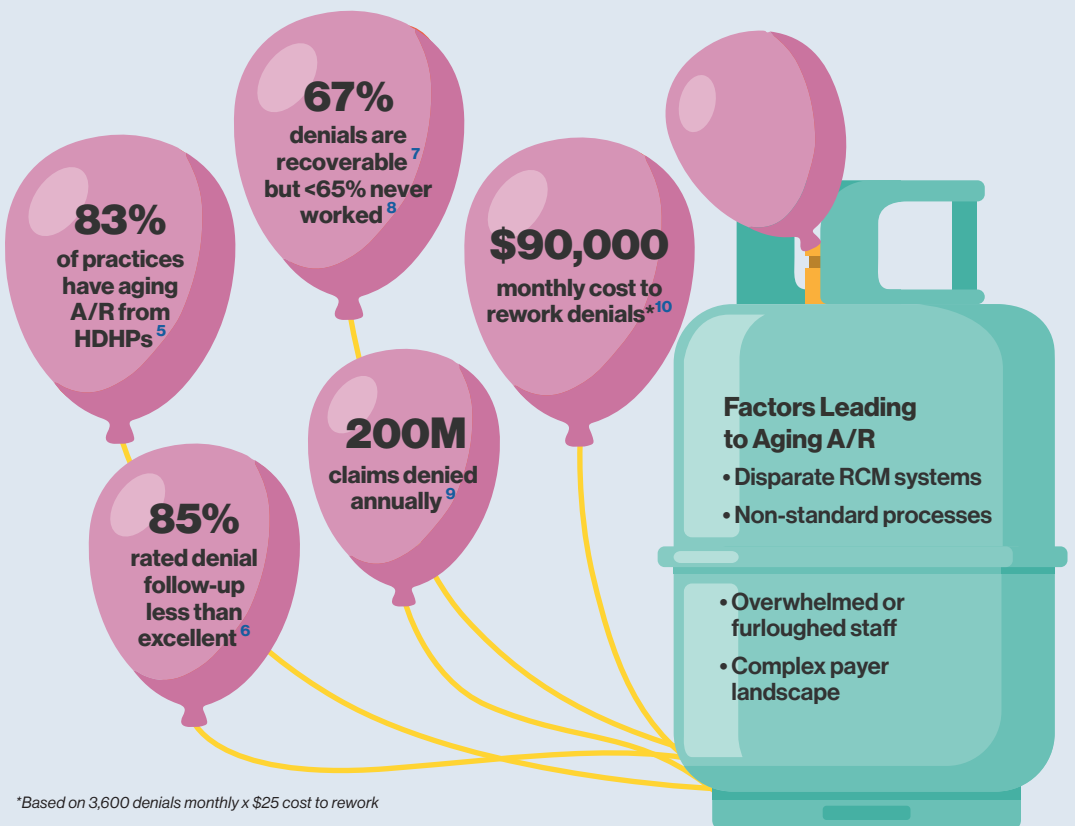 67%
denials are
recoverable 7
but <65% never
worked 8
83%
of practices
have aging
A/R from
HDHPs 5
$90,000
monthly cost to
rework denials*10
200M
claims denied
annually 9
85%
rated denial
follow-up
less than
excellent 6
Factors Leading
to Aging A/R
• Disparate RCM systems
• Non-standard processes
• Overwhelmed or
furloughed staff
• Complex payer
landscape
*Based on 3,600 denials monthly x $25 cost to rework